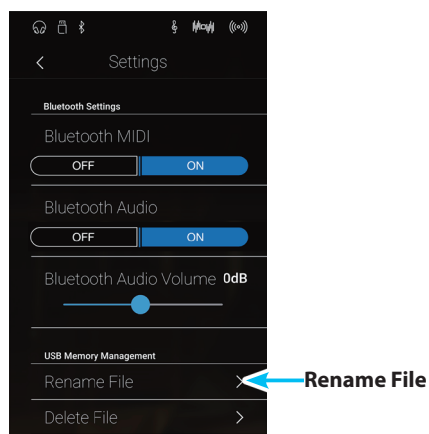 Settings
Bluetooth Settings
Bluetooth MIDI
OFF ON
Bluetooth Audio
OFF ON
Bluetooth Audio Volume 0dB
USB Memory Management
Rename File
Rename File
Delete File